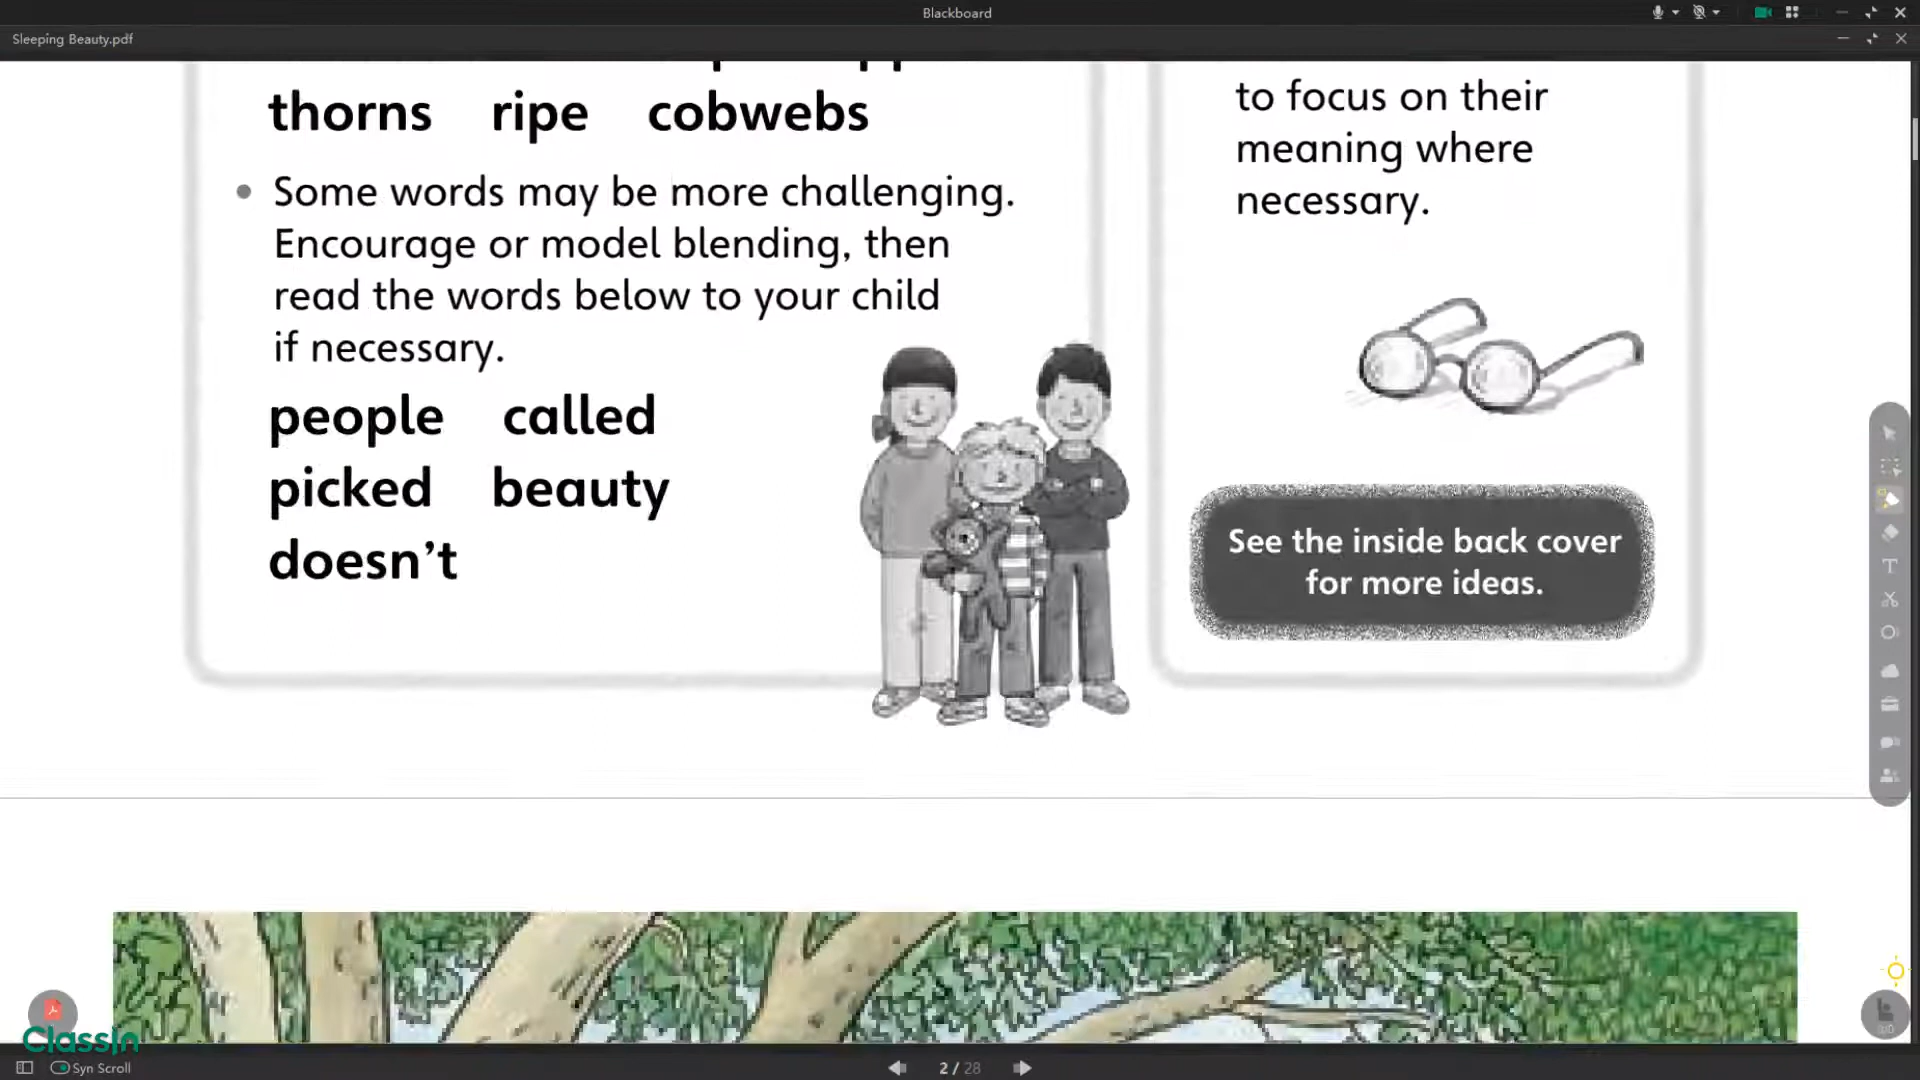 Blackboard
Sleeping Beauty.pdf
thorns ripe cobwebs
Some words may be more challenging.
Encourage or model blending, then
read the words below to your child
if necessary.
people called
picked beauty
doesn't
to focus on their
meaning where
necessary.
See the inside back cover
for more ideas.
ClassIn
Syn Scroll
2 / 28